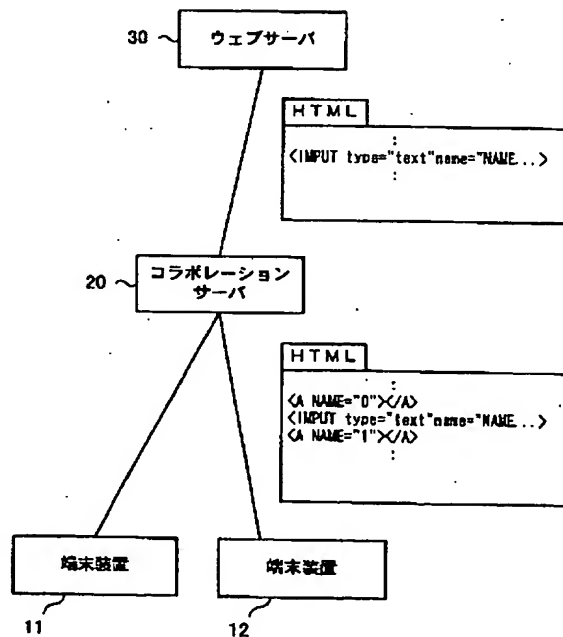 30
ウェブサーバ
HTML
:
<IMPUT type="text"name="NAME...>
:
20
コラボレーション
サーバ
HTML
:
<A NAME="0"></A>
<IMPUT type="text"name="NAME...>
<A NAME="1"></A>
:
端末装置
端末装置
11
12